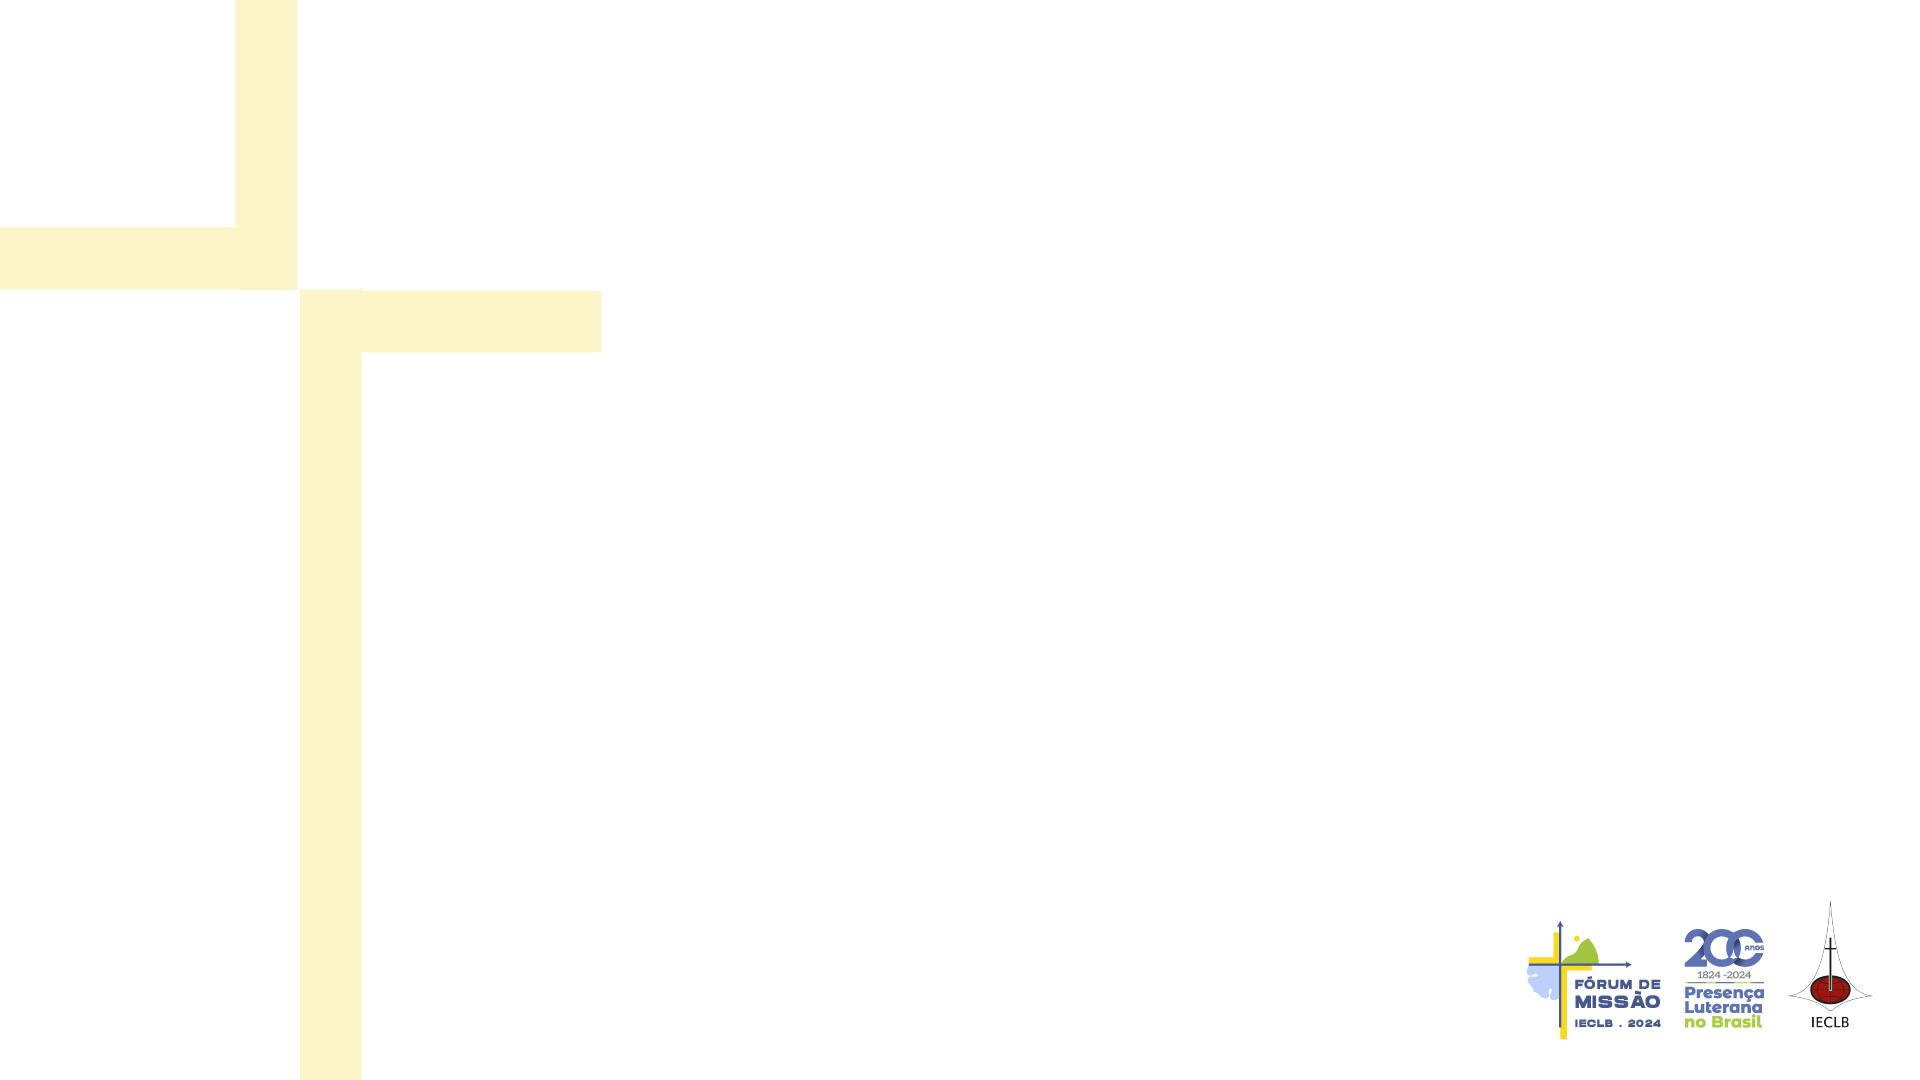 FÓRUM DE
MISSÃO
IECLB . 2024
200 anos
1824 -2024
Presença
Luterana
no Brasil
IECLB